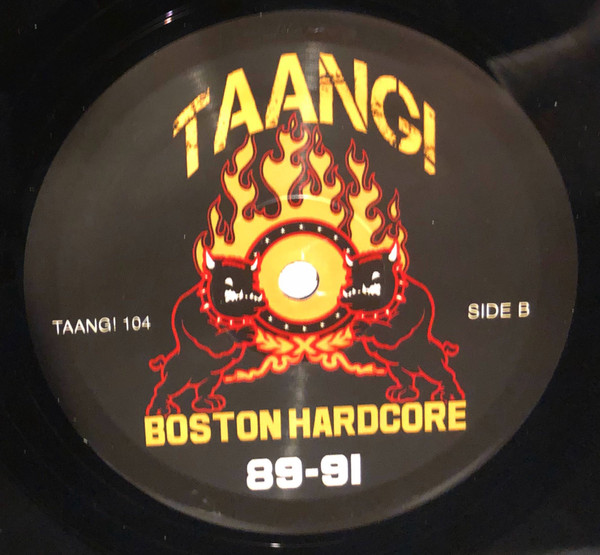 TAANG!
TAANG! 104
SIDE B
BOSTON HARDCORE
89-91